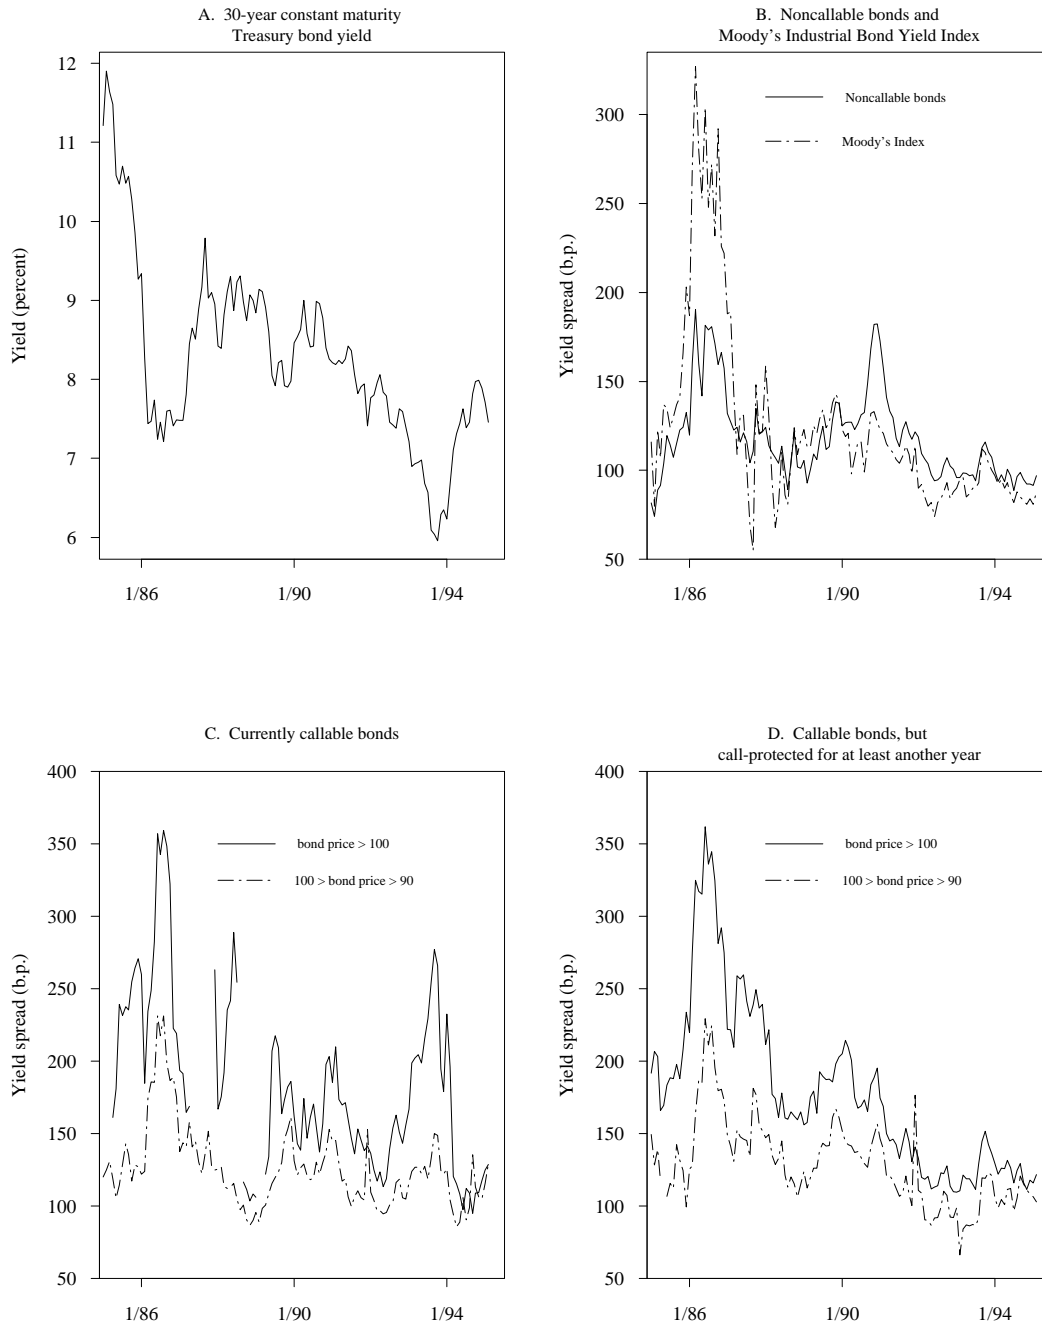 A. 30-year constant maturity
Treasury bond yield
Yield (percent)
12
11
10
9
8
7
6
1/86
1/90
1/94
B. Noncallable bonds and
Moody's Industrial Bond Yield Index
Yield spread (b.p.)
300
250
200
150
100
50
Noncallable bonds
Moody's Index
1/86
1/90
1/94
C. Currently callable bonds
Yield spread (b.p.)
400
350
300
250
200
150
100
50
bond price > 100
100 > bond price > 90
1/86
1/90
1/94
D. Callable bonds, but
call-protected for at least another year
Yield spread (b.p.)
400
350
300
250
200
150
100
50
bond price > 100
100 > bond price > 90
1/86
1/90
1/94